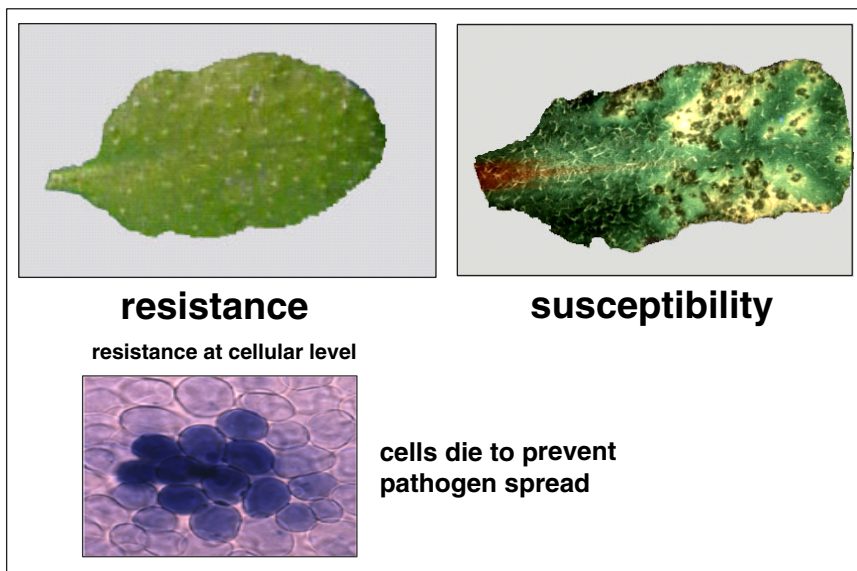 resistance
susceptibility
resistance at cellular level
cells die to prevent
pathogen spread